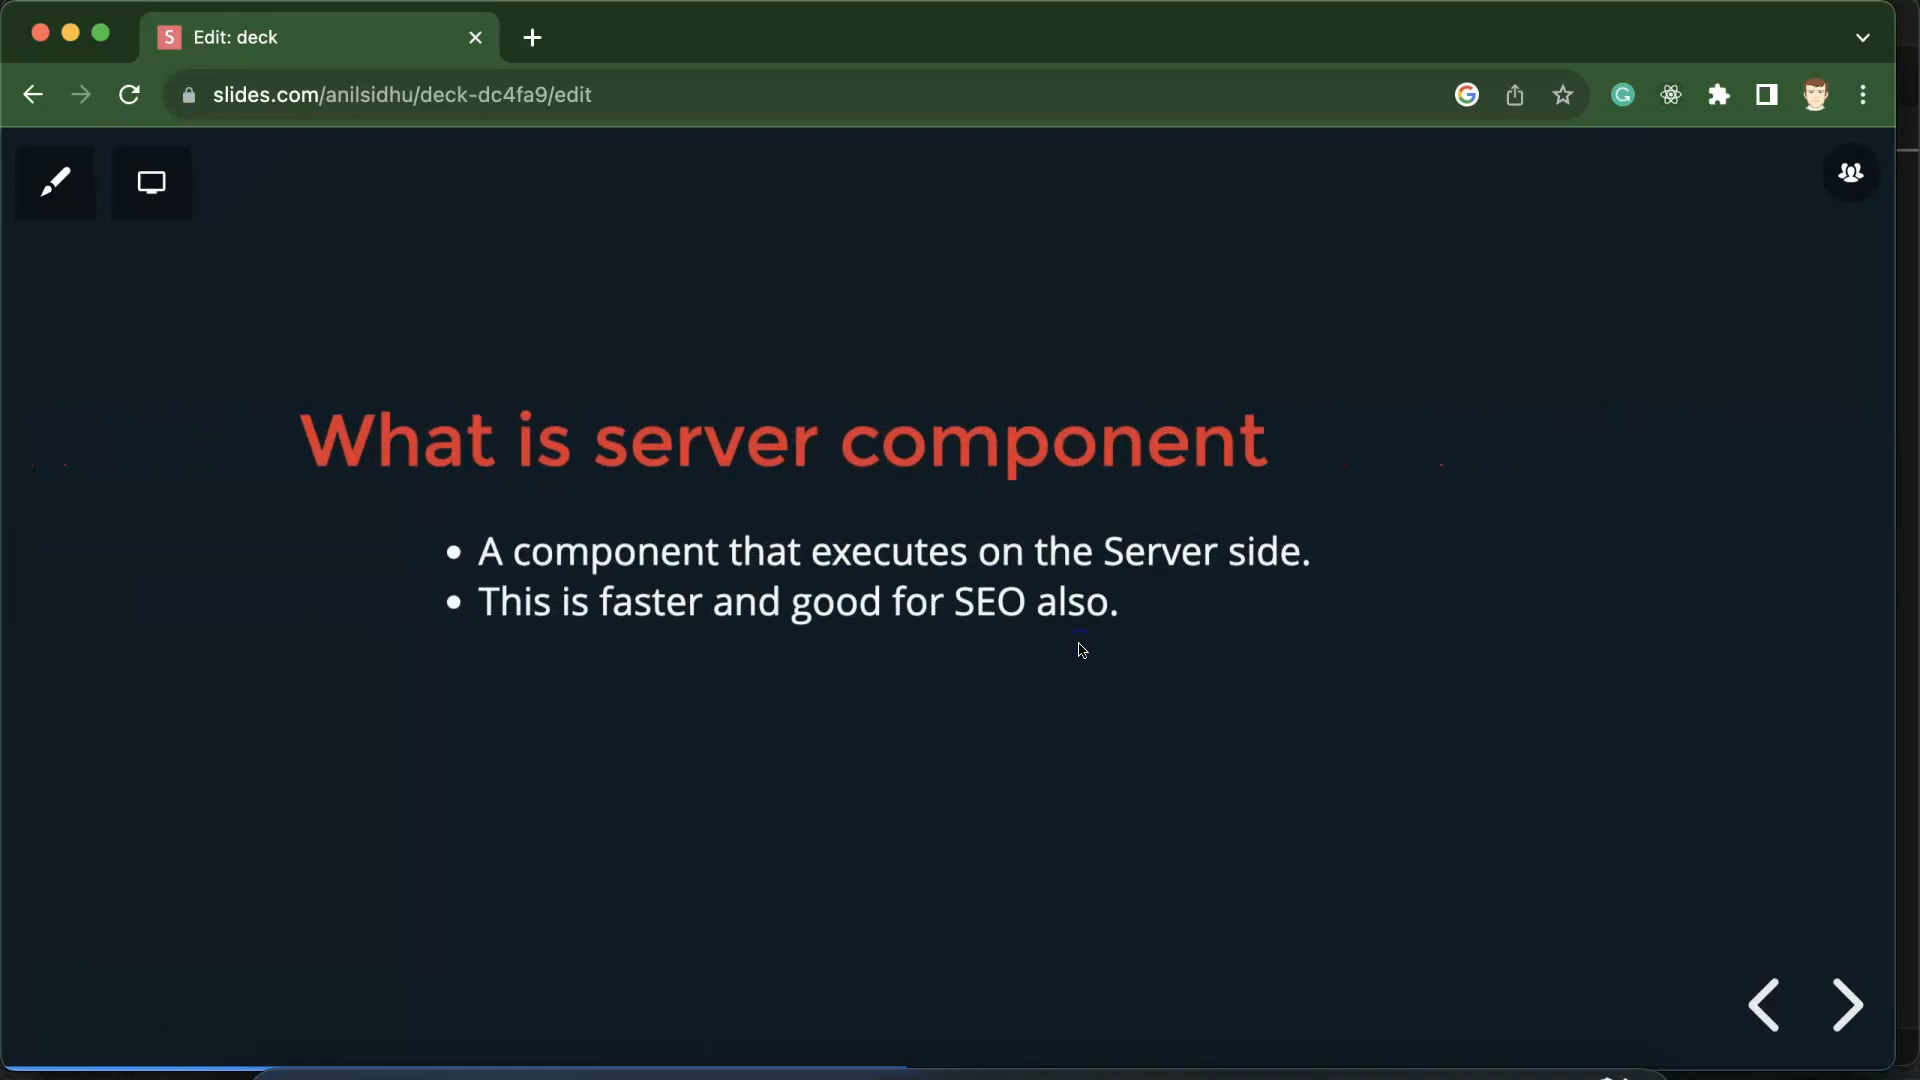 S Edit: deck
slides.com/anilsidhu/deck-dc4fa9/edit
What is server component
• A component that executes on the Server side.
• This is faster and good for SEO also.